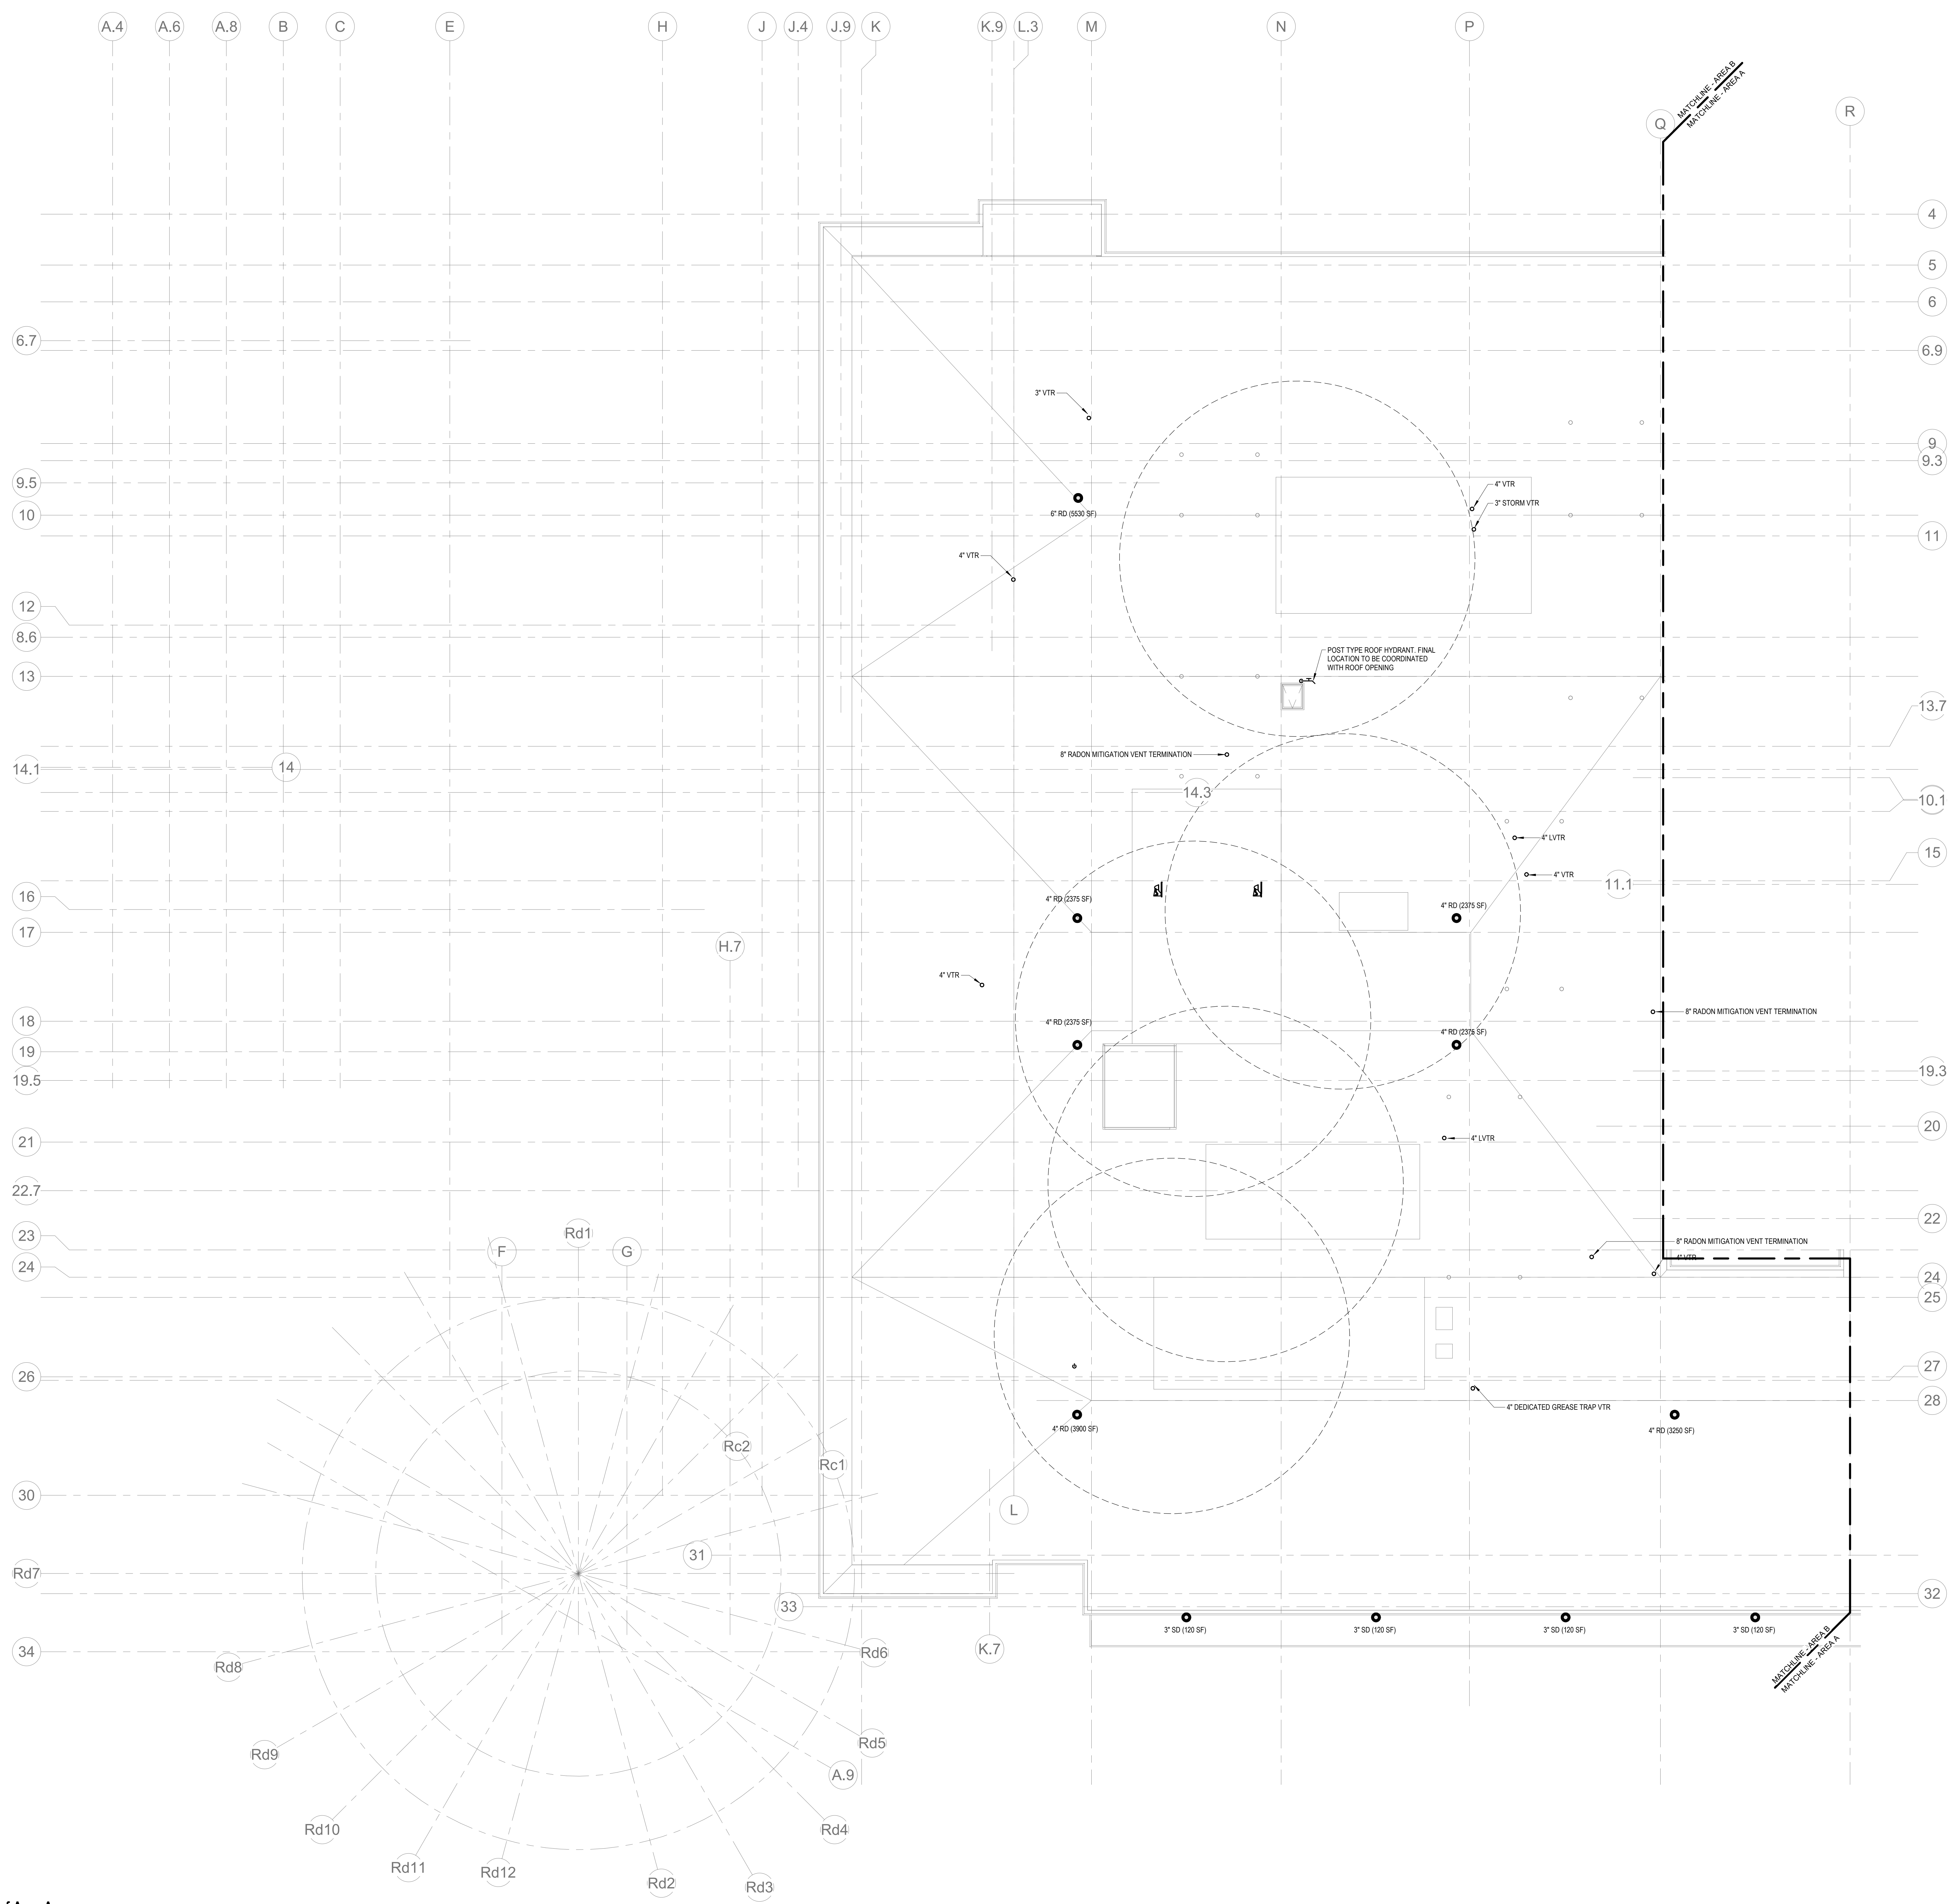 A.4
A.6
A.8
B
C
E
H
J
J.4
J.9
K
K.9
L.3
M
N
P
Q
R
MATCHLINE - AREA B
MATCHLINE - AREA A
4
5
6
6.7
6.9
3" VTR
9
9.3
9.5
4" VTR
3" STORM VTR
6" RD (5530 SF)
10
11
4" VTR
12
8.6
POST TYPE ROOF HYDRANT. FINAL
LOCATION TO BE COORDINATED
WITH ROOF OPENING
13
13.7
8" RADON MITIGATION VENT TERMINATION
14.1
14
14.3
10.1
4" LVTR
15
4" VTR
11.1
16
4" RD (2375 SF)
4" RD (2375 SF)
17
H.7
4" VTR
8" RADON MITIGATION VENT TERMINATION
18
4" RD (2375 SF)
4" RD (2375 SF)
19
19.5
19.3
20
21
4" LVTR
22.7
22
23
Rd1
F
G
8" RADON MITIGATION VENT TERMINATION
4" VTR
24
24
25
26
27
28
4" DEDICATED GREASE TRAP VTR
4" RD (3900 SF)
4" RD (3250 SF)
Rc2
Rc1
30
L
31
Rd7
32
33
3" SD (120 SF)
3" SD (120 SF)
3" SD (120 SF)
3" SD (120 SF)
34
K.7
Rd6
Rd8
MATCHLINE - AREA B
MATCHLINE - AREA A
Rd5
Rd9
A.9
Rd10
Rd4
Rd11
Rd12
Rd2
Rd3